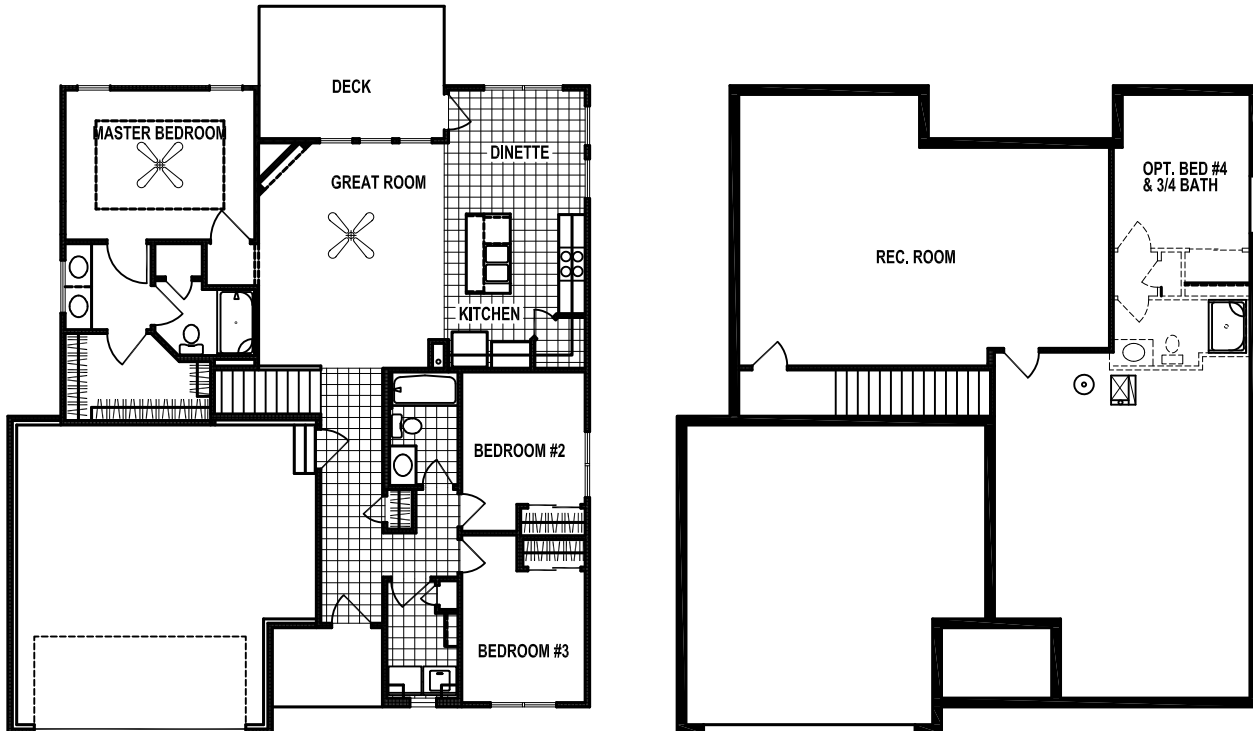 DECK
MASTER BEDROOM
DINETTE
GREAT ROOM
KITCHEN
BEDROOM #2
BEDROOM #3
OPT. BED #4
& 3/4 BATH
REC. ROOM